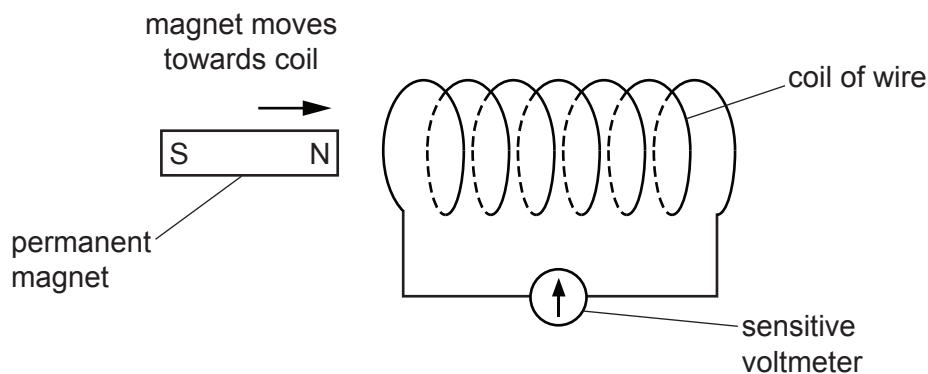 magnet moves
towards coil
coil of wire
S N
permanent
magnet
sensitive
voltmeter